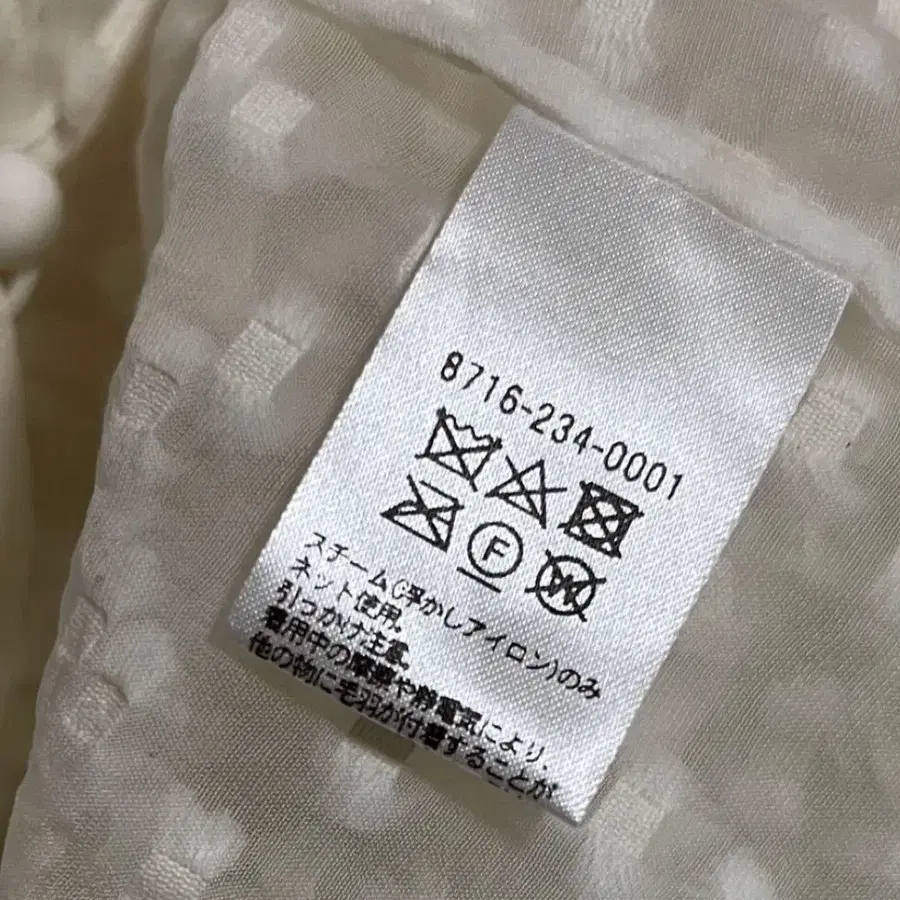 8716-234-0001
F
W
スチーム(浮かしアイロン)のみ
ネット使用。
引っかけ注意。
着用中の摩擦や静電気により、
他の物に毛羽が付着することが